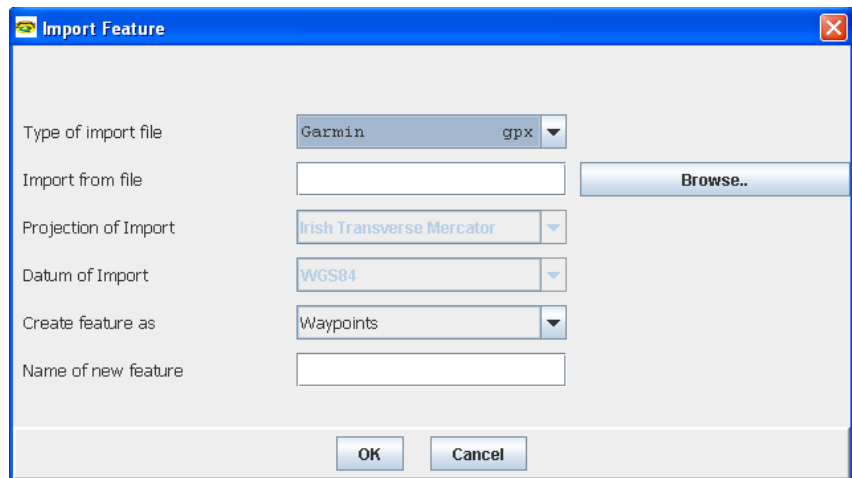 Import Feature
Type of import file Garmin gpx
Import from file Browse..
Projection of Import Irish Transverse Mercator
Datum of Import WGS84
Create feature as Waypoints
Name of new feature
OK Cancel